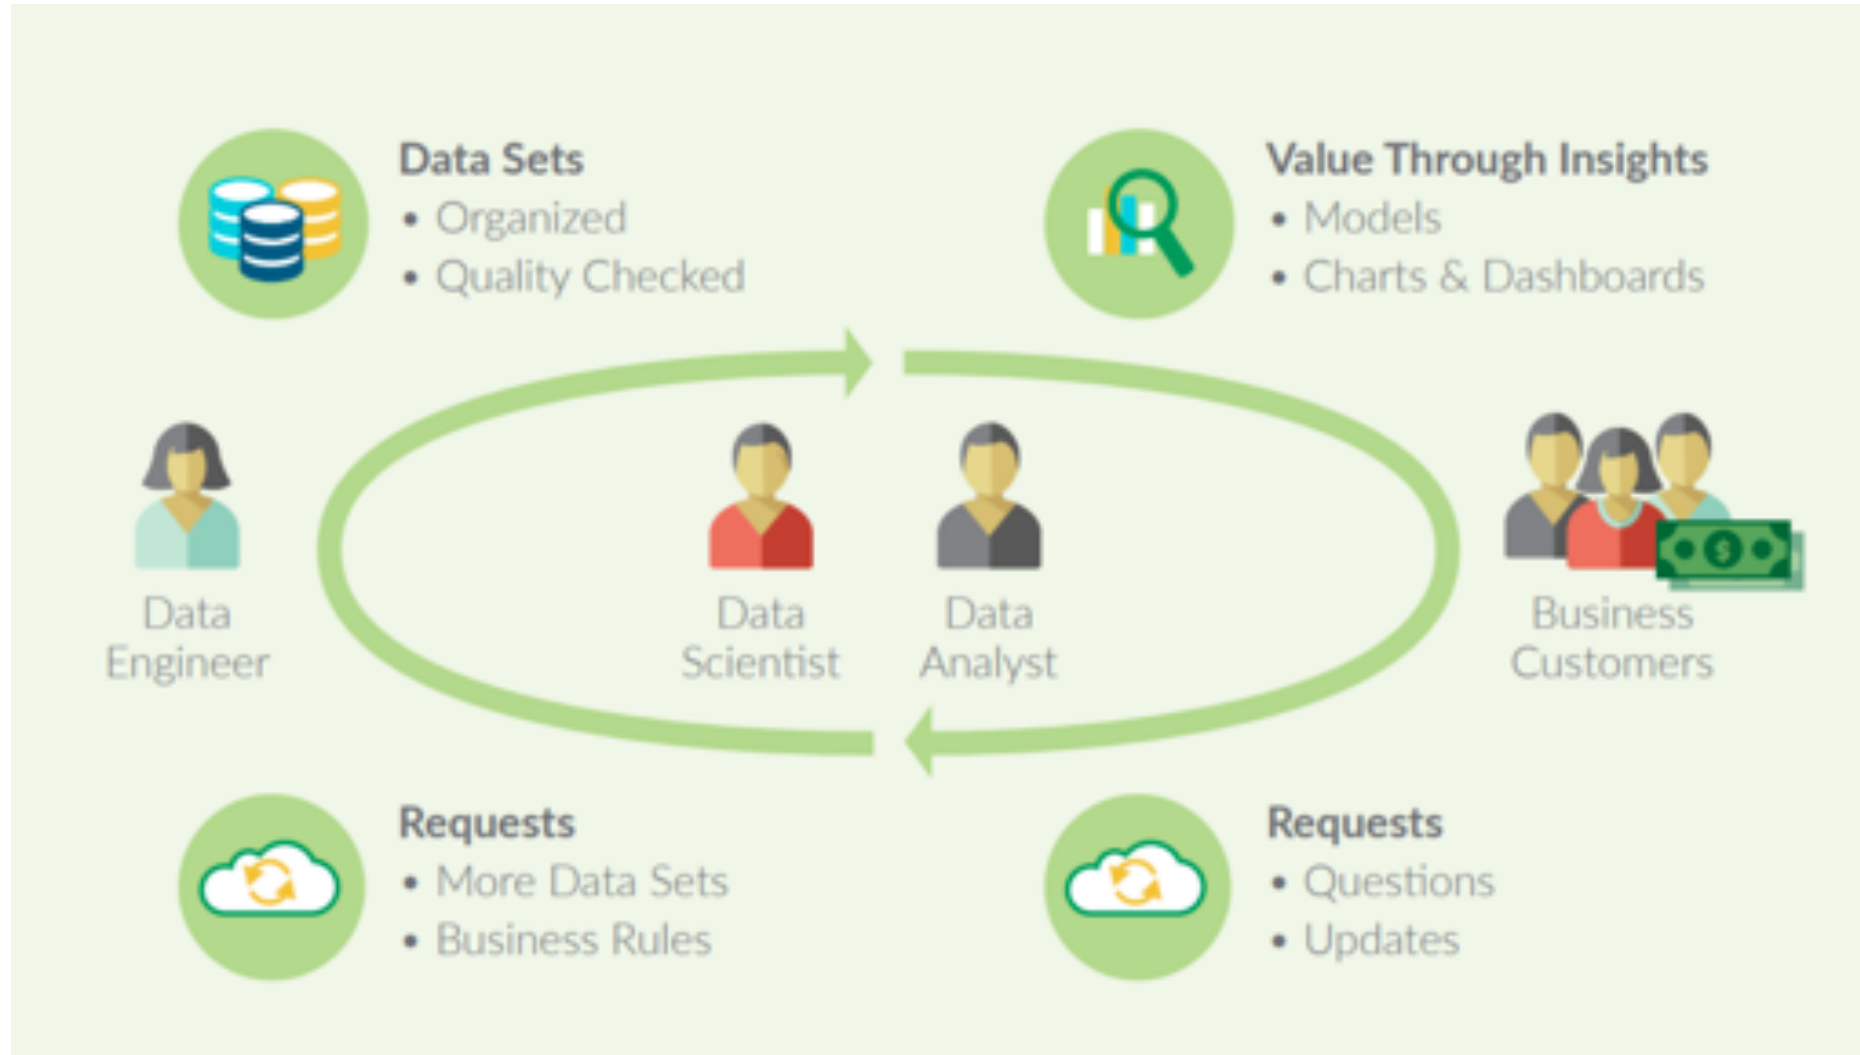 Data Sets
• Organized
• Quality Checked
Value Through Insights
• Models
• Charts & Dashboards
Data
Engineer
Data
Scientist
Data
Analyst
Business
Customers
$
Requests
• More Data Sets
• Business Rules
Requests
• Questions
• Updates